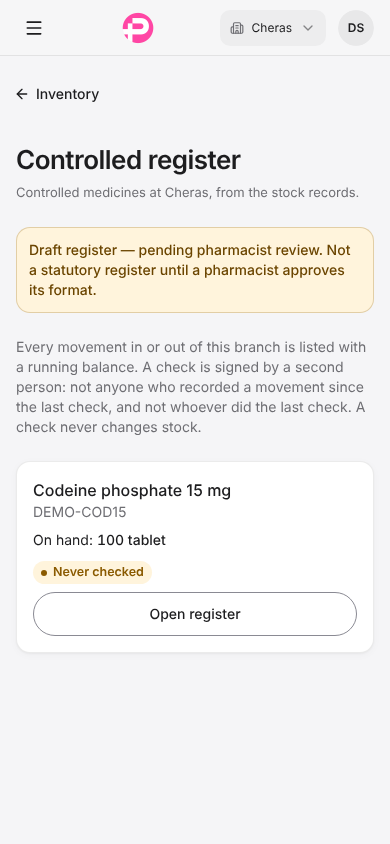 Cheras
DS
Inventory
Controlled register
Controlled medicines at Cheras, from the stock records.
Draft register — pending pharmacist review. Not
a statutory register until a pharmacist approves
its format.
Every movement in or out of this branch is listed with
a running balance. A check is signed by a second
person: not anyone who recorded a movement since
the last check, and not whoever did the last check. A
check never changes stock.
Codeine phosphate 15 mg
DEMO-COD15
On hand: 100 tablet
Never checked
Open register